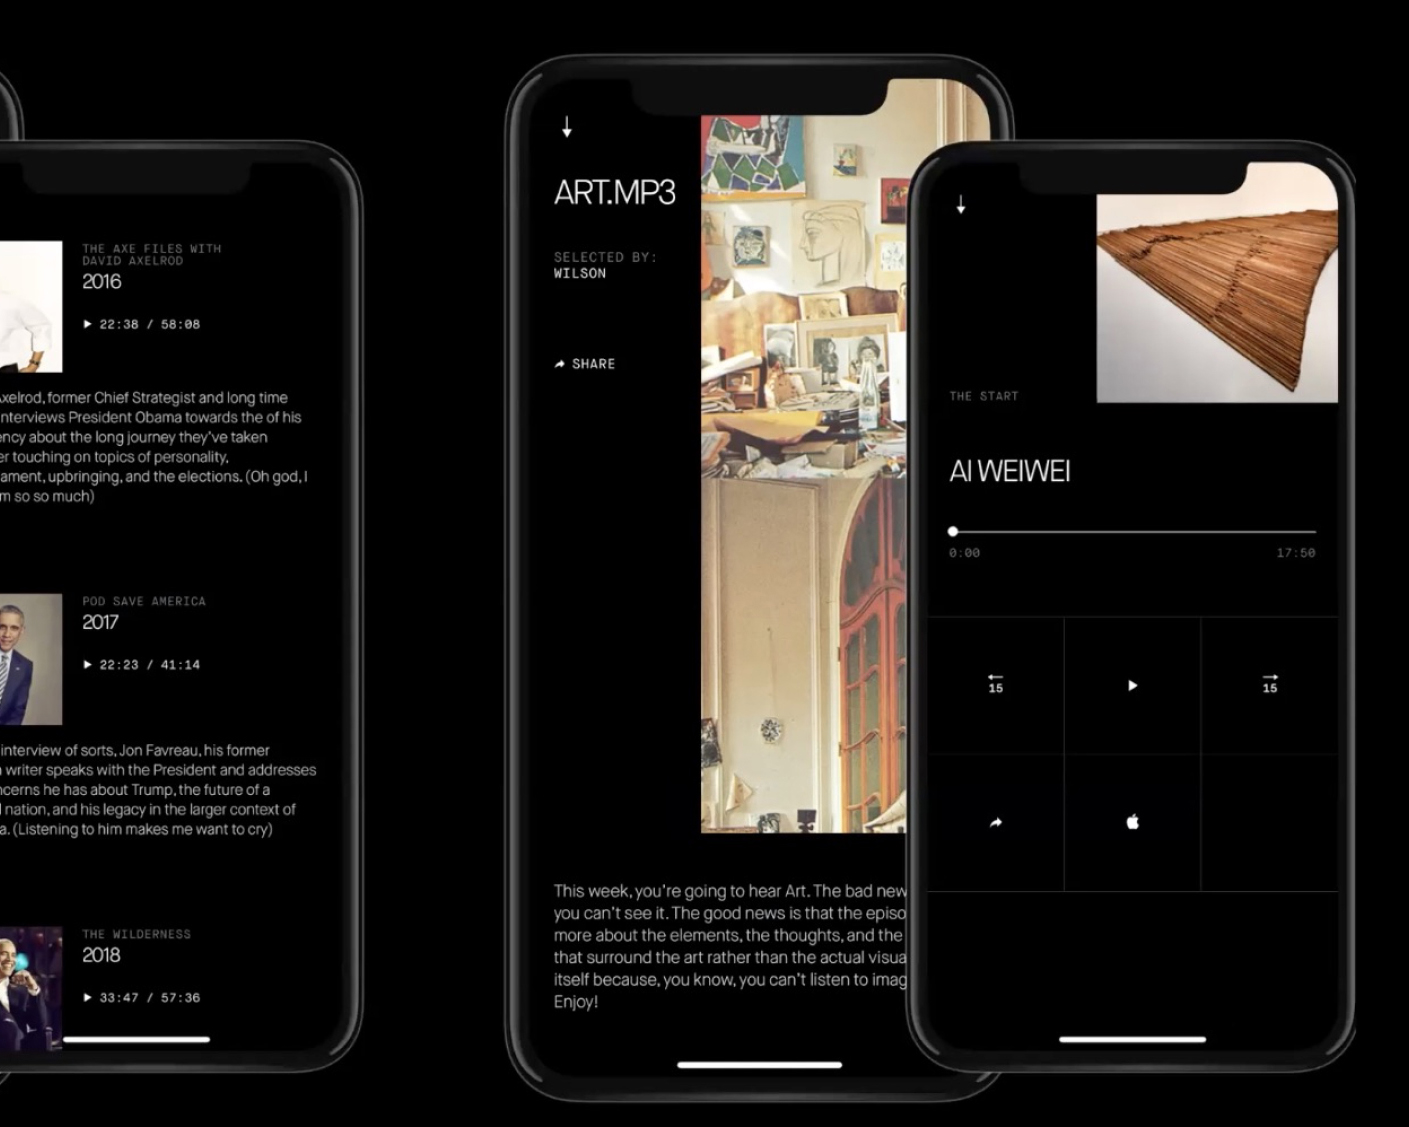 THE AXE FILES WITH
DAVID AXELROD
2016
22:38 / 58:08
Axelrod, former Chief Strategist and long time
nterviews President Obama towards the of his
ency about the long journey they've taken
er touching on topics of personality,
ament, upbringing, and the elections. (Oh god, I
m so so much)
POD SAVE AMERICA
2017
22:23 / 41:14
interview of sorts, Jon Favreau, his former
writer speaks with the President and addresses
ncerns he has about Trump, the future of a
nation, and his legacy in the larger context of
a. (Listening to him makes me want to cry)
THE WILDERNESS
2018
33:47 / 57:36
ART.MP3
SELECTED BY:
WILSON
SHARE
This week, you're going to hear Art. The bad new
you can't see it. The good news is that the episo
more about the elements, the thoughts, and the
that surround the art rather than the actual visua
itself because, you know, you can't listen to imag
Enjoy!
THE START
AI WEIWEI
0:00 17:50
15 15